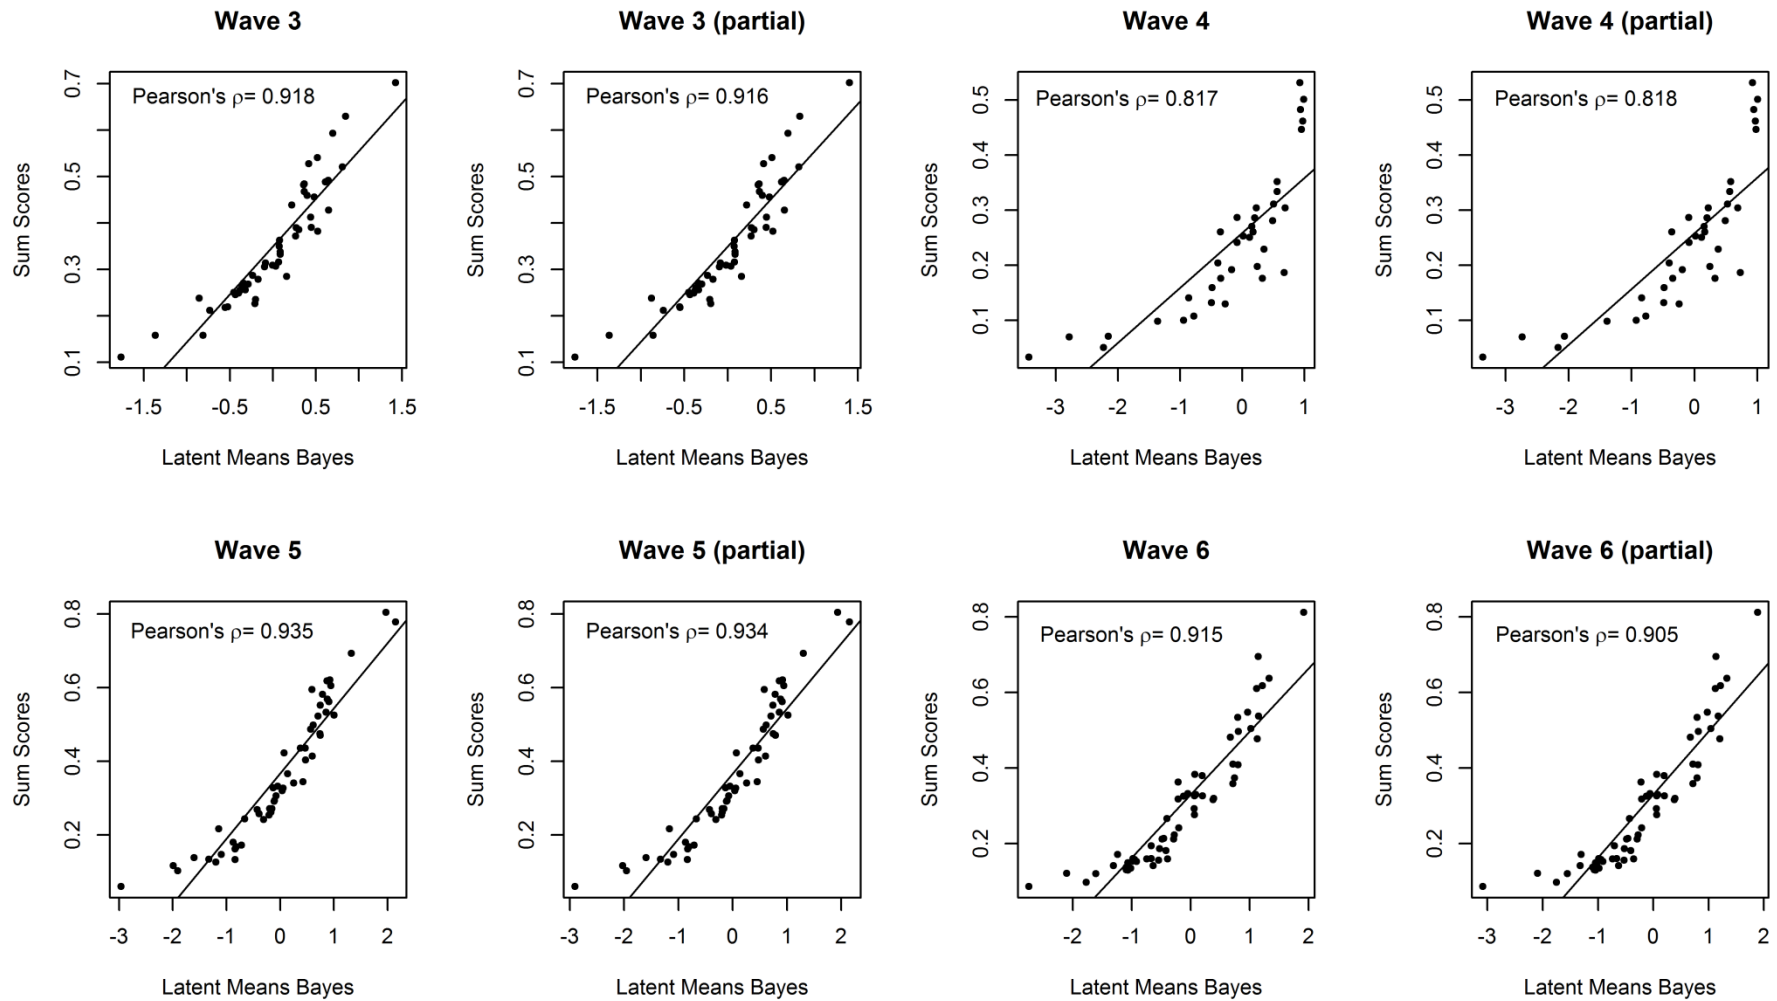 Wave 3
Wave 3 (partial)
Wave 4
Wave 4 (partial)
Pearson's ρ= 0.918
Pearson's ρ= 0.916
Pearson's ρ= 0.817
Pearson's ρ= 0.818
Sum Scores
0.7
0.5
0.3
0.1
Sum Scores
0.7
0.5
0.3
0.1
Sum Scores
0.5
0.4
0.3
0.2
0.1
Sum Scores
0.5
0.4
0.3
0.2
0.1
-1.5 -0.5 0.5 1.5
-1.5 -0.5 0.5 1.5
-3 -2 -1 0 1
-3 -2 -1 0 1
Latent Means Bayes
Latent Means Bayes
Latent Means Bayes
Latent Means Bayes
Wave 5
Wave 5 (partial)
Wave 6
Wave 6 (partial)
Pearson's ρ= 0.935
Pearson's ρ= 0.934
Pearson's ρ= 0.915
Pearson's ρ= 0.905
Sum Scores
0.8
0.6
0.4
0.2
Sum Scores
0.8
0.6
0.4
0.2
Sum Scores
0.8
0.6
0.4
0.2
Sum Scores
0.8
0.6
0.4
0.2
-3 -2 -1 0 1 2
-3 -2 -1 0 1 2
-2 -1 0 1 2
-3 -2 -1 0 1 2
Latent Means Bayes
Latent Means Bayes
Latent Means Bayes
Latent Means Bayes